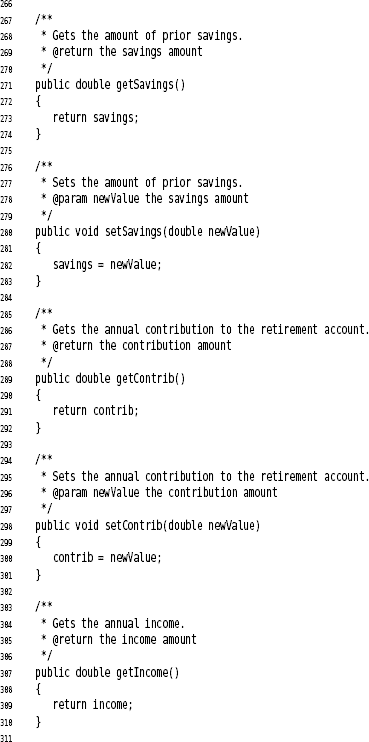 266
267    /**
268     * Gets the amount of prior savings.
269     * @return the savings amount
270     */
271    public double getSavings()
272    {
273       return savings;
274    }
275
276    /**
277     * Sets the amount of prior savings.
278     * @param newValue the savings amount
279     */
280    public void setSavings(double newValue)
281    {
282       savings = newValue;
283    }
284
285    /**
286     * Gets the annual contribution to the retirement account.
287     * @return the contribution amount
288     */
289    public double getContrib()
290    {
291       return contrib;
292    }
293
294    /**
295     * Sets the annual contribution to the retirement account.
296     * @param newValue the contribution amount
297     */
298    public void setContrib(double newValue)
299    {
300       contrib = newValue;
301    }
302
303    /**
304     * Gets the annual income.
305     * @return the income amount
306     */
307    public double getIncome()
308    {
309       return income;
310    }
311